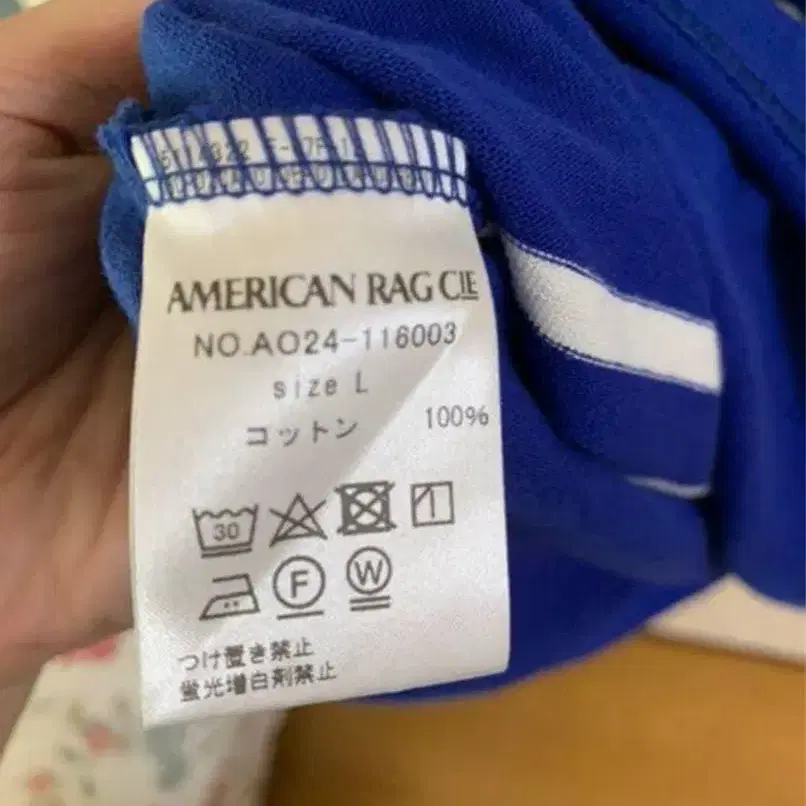 AMERICAN RAG CIE
NO.AO24-116003
size L
コットン 100%
30
F W
つけ置き禁止
蛍光増白剤禁止